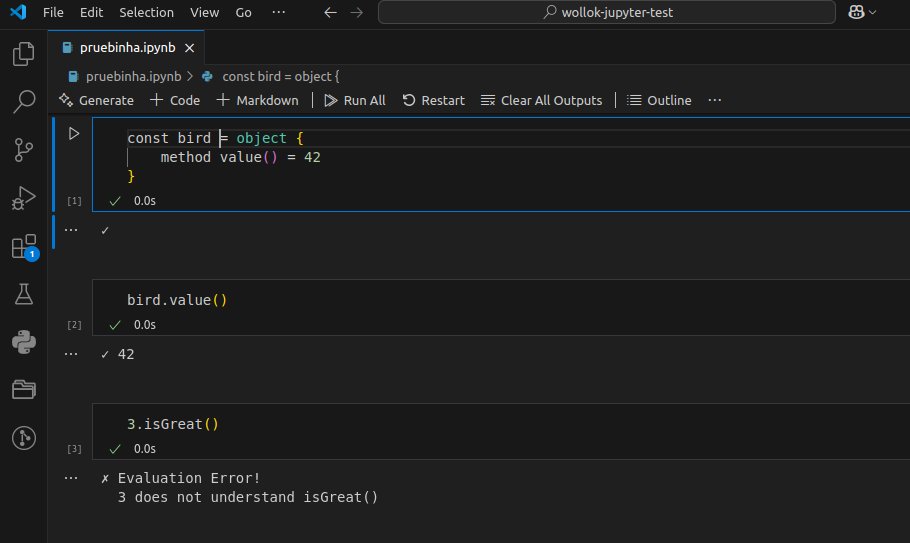 File Edit Selection View Go ··· ← → wollok-jupyter-test
pruebinha.ipynb ×
pruebinha.ipynb > const bird = object {
Generate + Code + Markdown | Run All Restart Clear All Outputs | Outline ···
const bird = object {
method value() = 42
}
[1] ✓ 0.0s
··· ✓
1
bird.value()
[2] ✓ 0.0s
··· ✓ 42
3.isGreat()
[3] ✓ 0.0s
··· ✗ Evaluation Error!
3 does not understand isGreat()